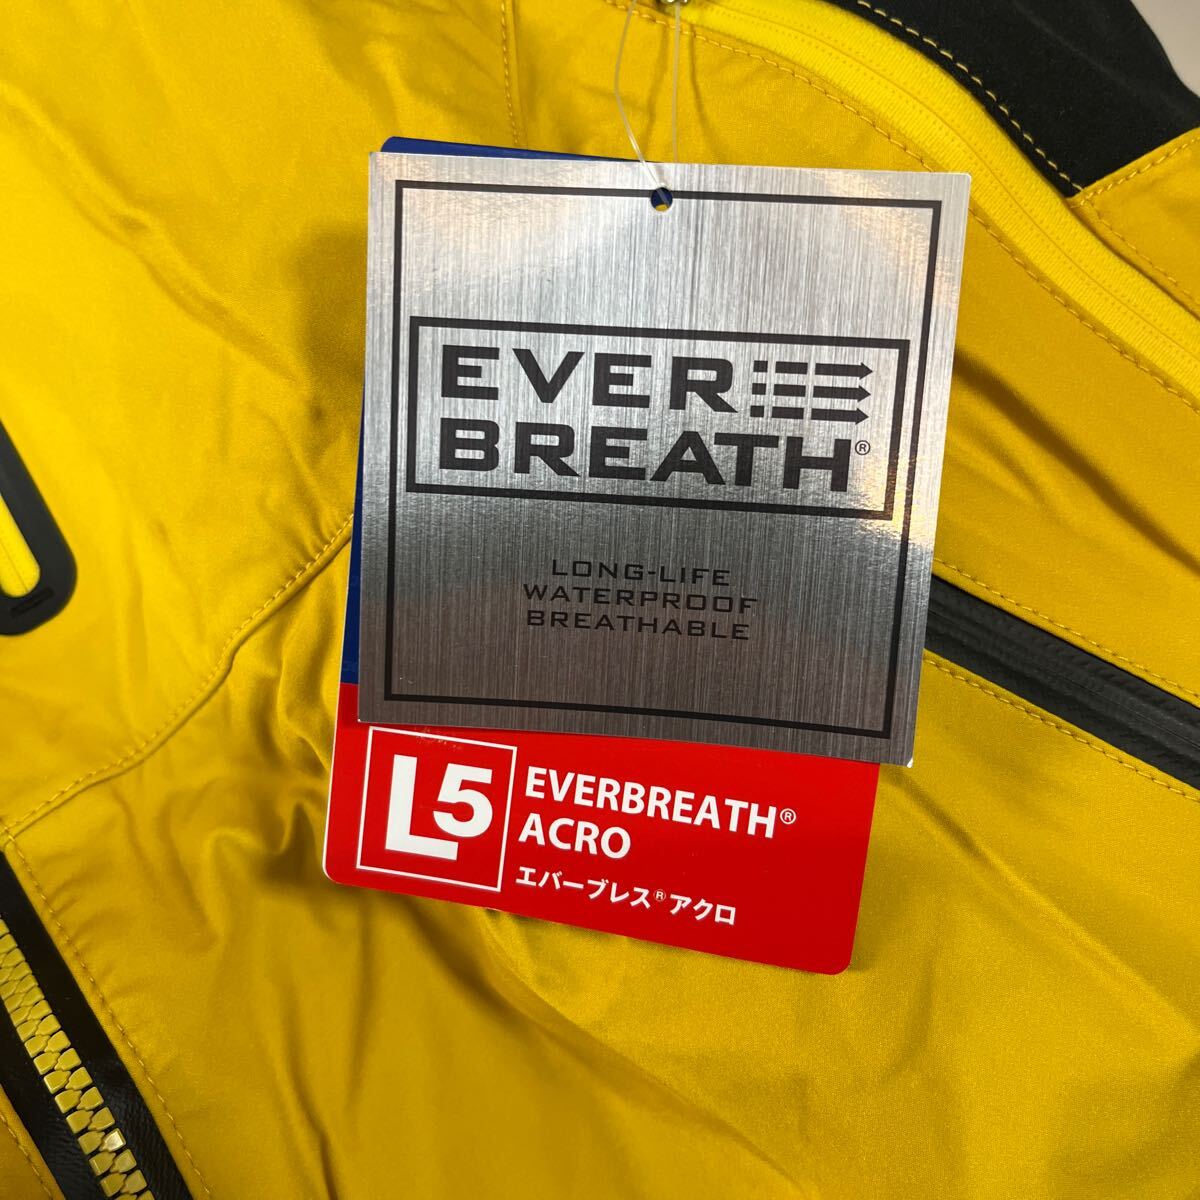 EVER
BREATH®
LONG-LIFE
WATERPROOF
BREATHABLE
L5
EVERBREATH®
ACRO
エバーブレス®アクロ